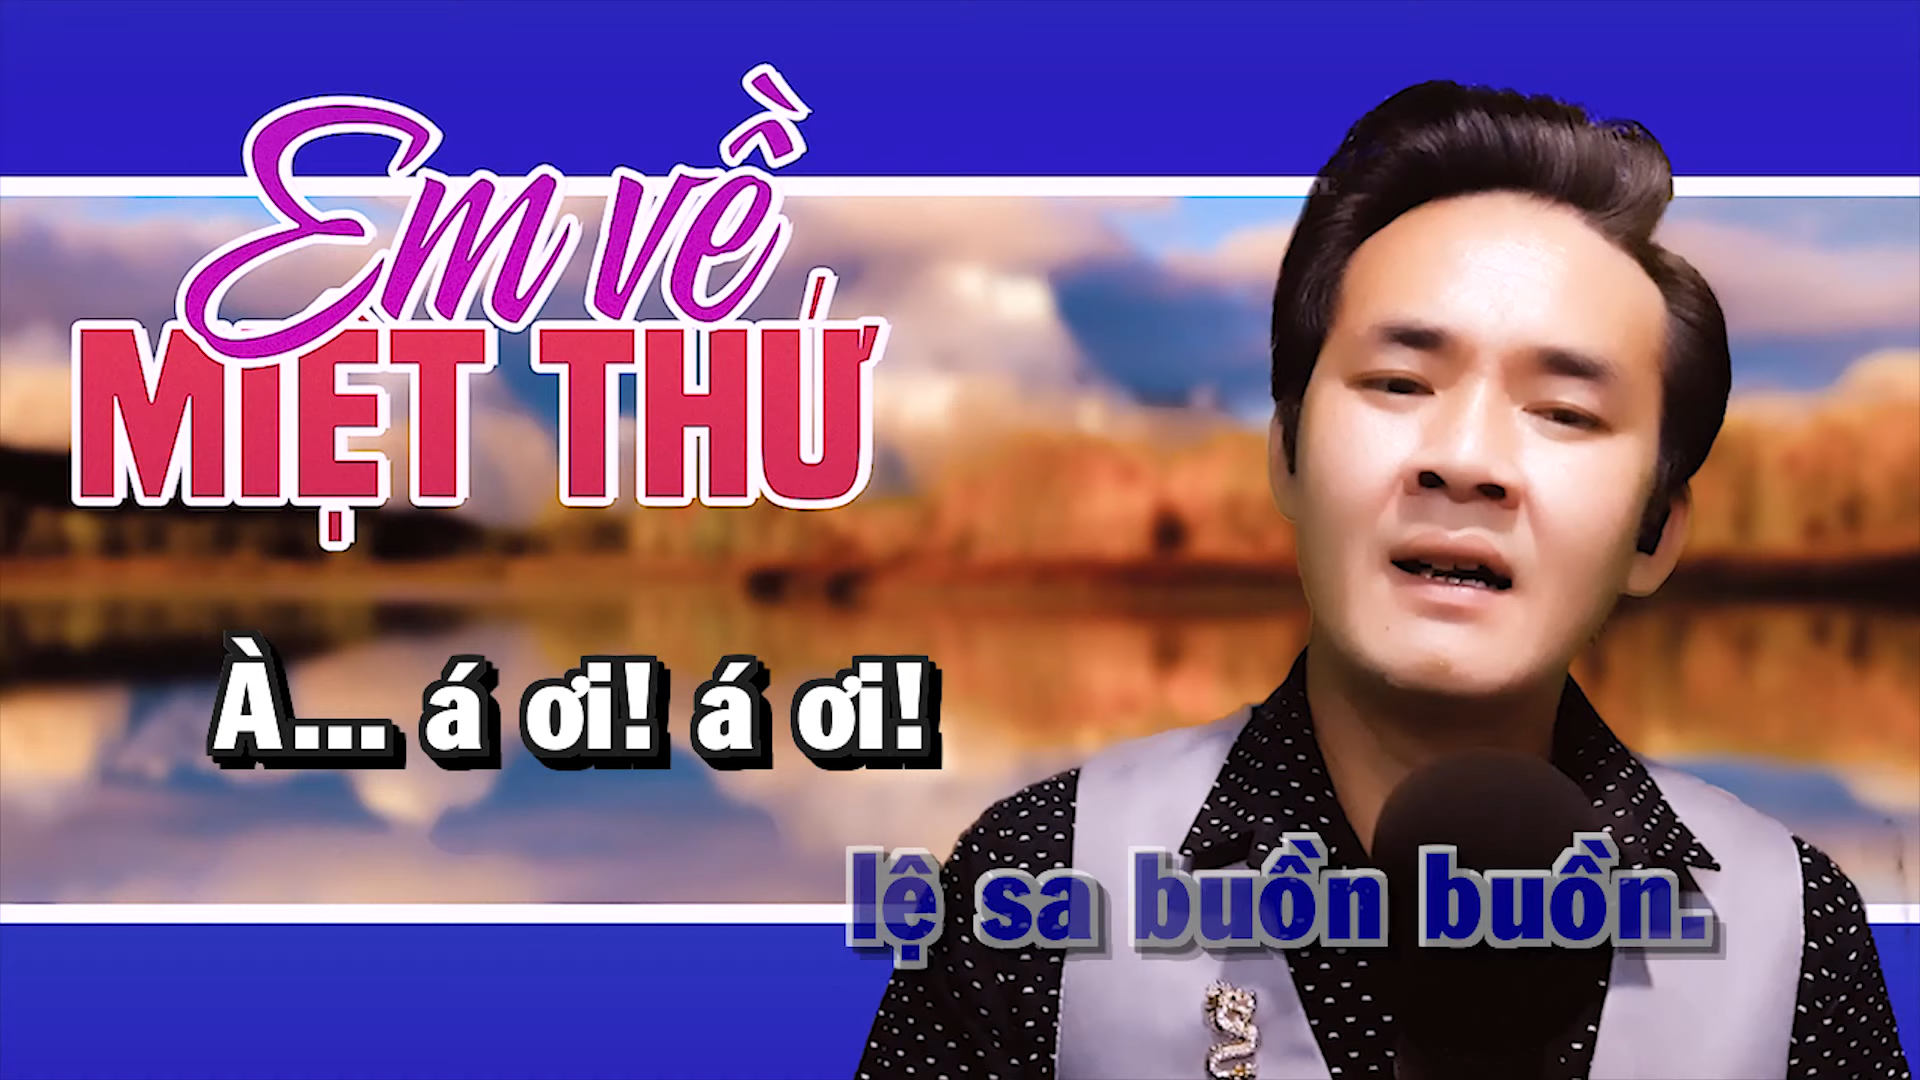 Em về
MIỆT THỨ
À... á ơi! á ơi!
lệ sa buồn buồn.